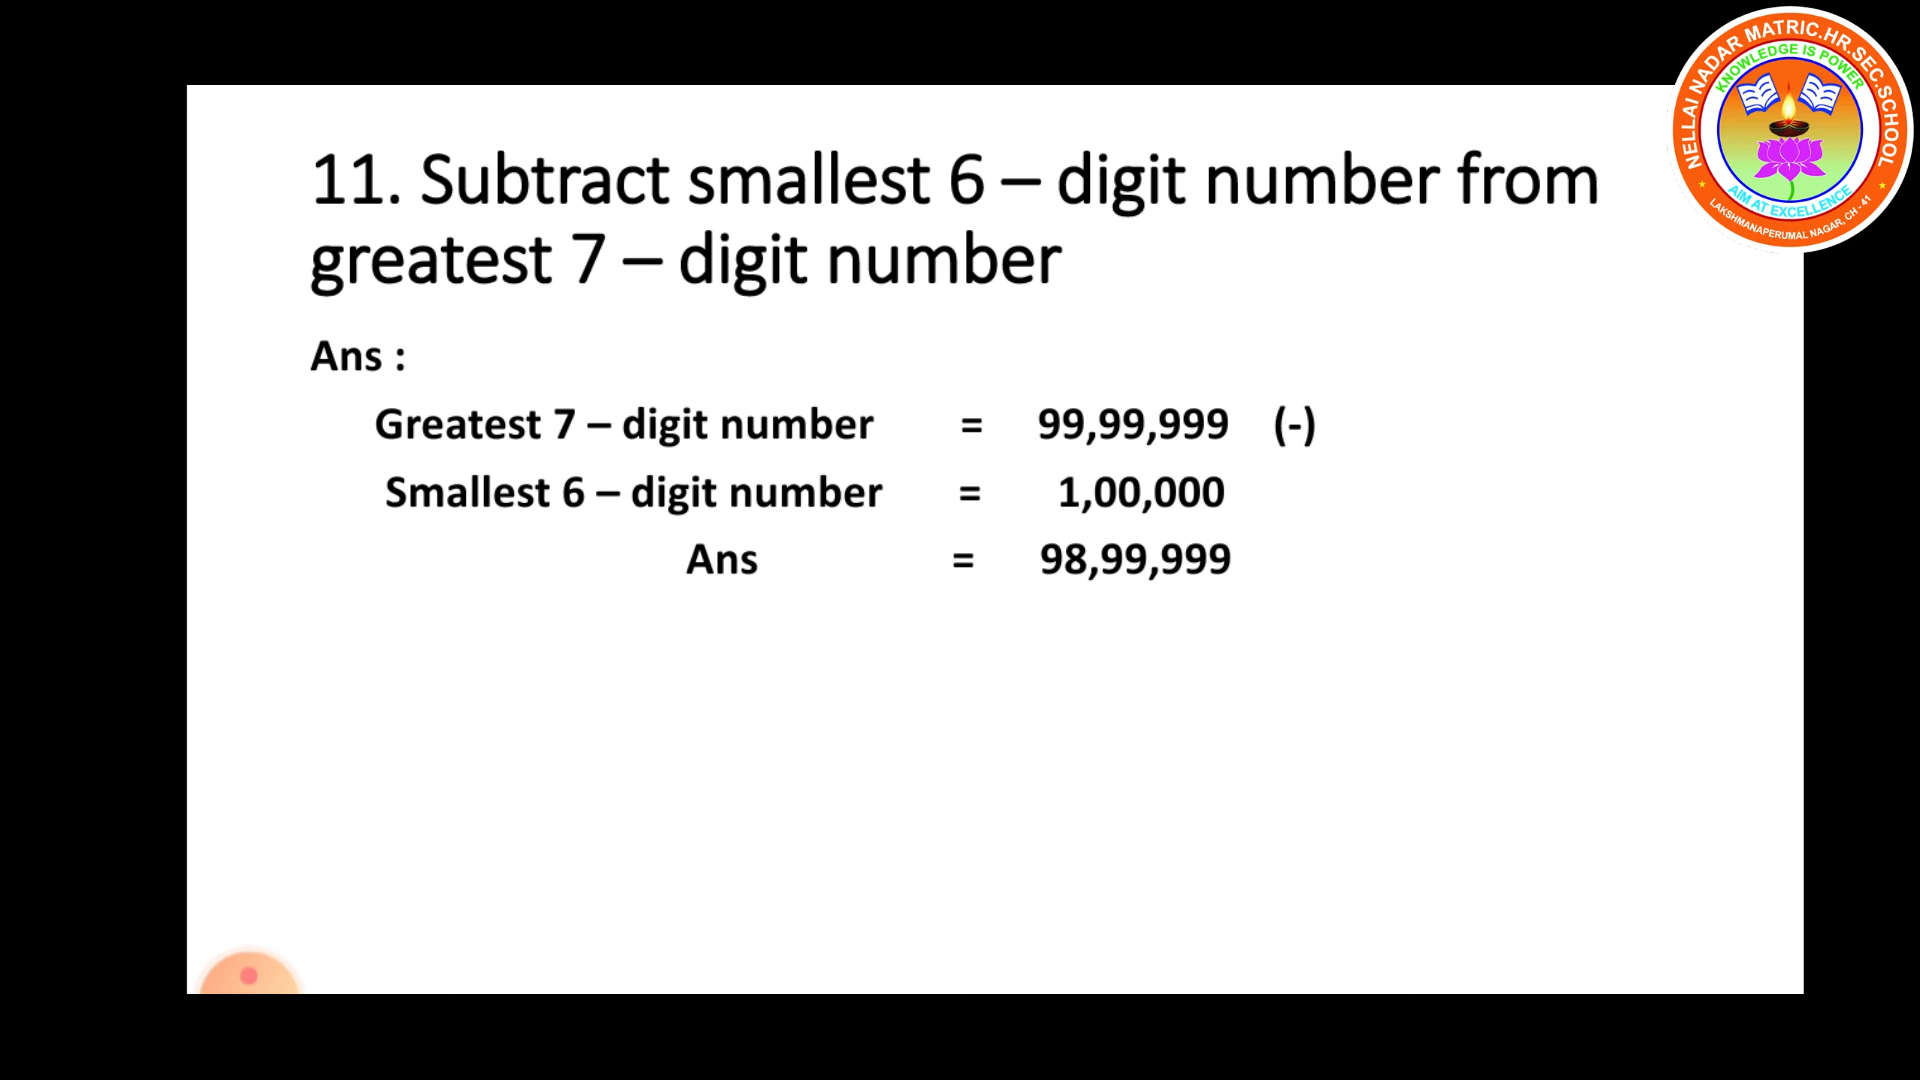 11. Subtract smallest 6 – digit number from
greatest 7 – digit number
Ans :
Greatest 7 – digit number = 99,99,999 (-)
Smallest 6 – digit number = 1,00,000
Ans = 98,99,999
NELLAI NADAR MATRIC.HR.SEC.SCHOOL
KNOWLEDGE IS POWER
AIM AT EXCELLENCE
LAKSHMANAPERUMAL NAGAR, CH - 41